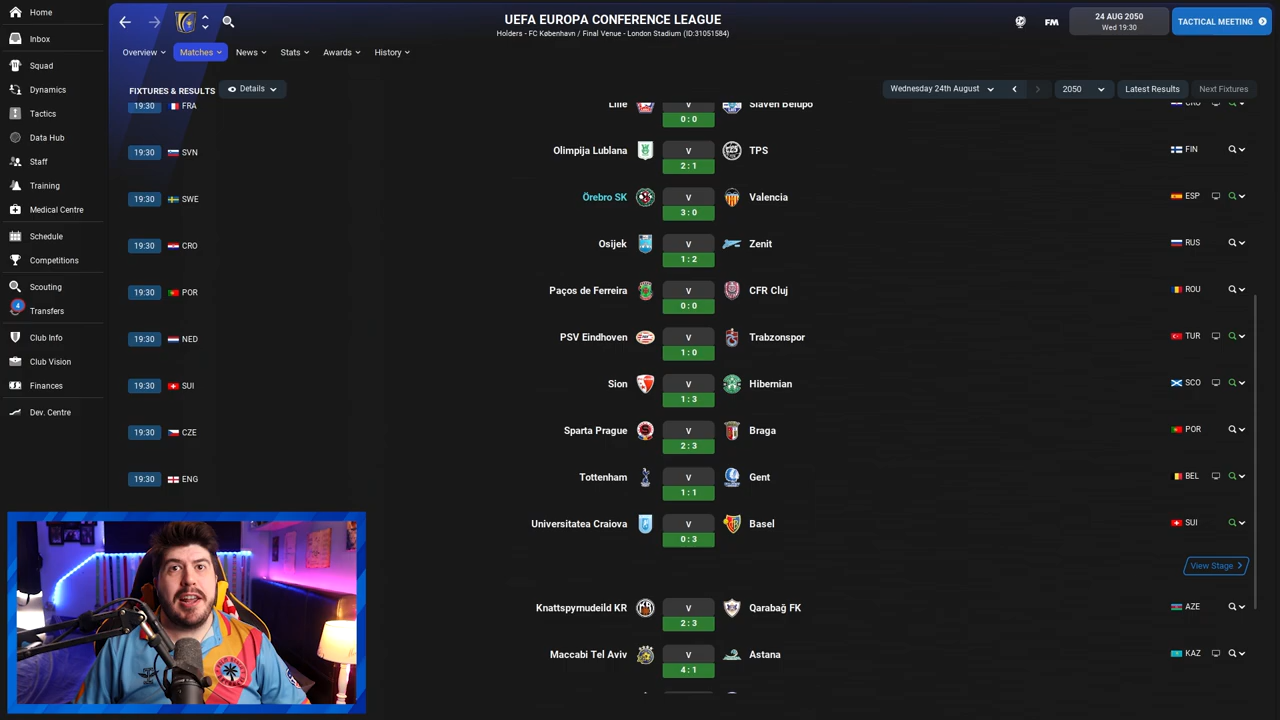 Home
Inbox
Squad
Dynamics
Tactics
Data Hub
Staff
Training
Medical Centre
Schedule
Competitions
Scouting
4
Transfers
Club Info
Club Vision
Finances
Dev. Centre
UEFA EUROPA CONFERENCE LEAGUE
Holders - FC København / Final Venue - London Stadium (ID:31051584)
FM
24 AUG 2050
Wed 19:30
TACTICAL MEETING
Overview Matches News Stats Awards History
FIXTURES & RESULTS Details
Wednesday 24th August 2050 Latest Results Next Fixtures
19:30 FRA Lille v Slaven Belupo CRO
0 : 0
19:30 SVN Olimpija Lublana v TPS FIN
2 : 1
19:30 SWE Örebro SK v Valencia ESP
3 : 0
19:30 CRO Osijek v Zenit RUS
1 : 2
19:30 POR Paços de Ferreira v CFR Cluj ROU
0 : 0
19:30 NED PSV Eindhoven v Trabzonspor TUR
1 : 0
19:30 SUI Sion v Hibernian SCO
1 : 3
19:30 CZE Sparta Prague v Braga POR
2 : 3
19:30 ENG Tottenham v Gent BEL
1 : 1
Universitatea Craiova v Basel SUI
0 : 3
View Stage
Knattspyrnudeild KR v Qarabağ FK AZE
2 : 3
Maccabi Tel Aviv v Astana KAZ
4 : 1